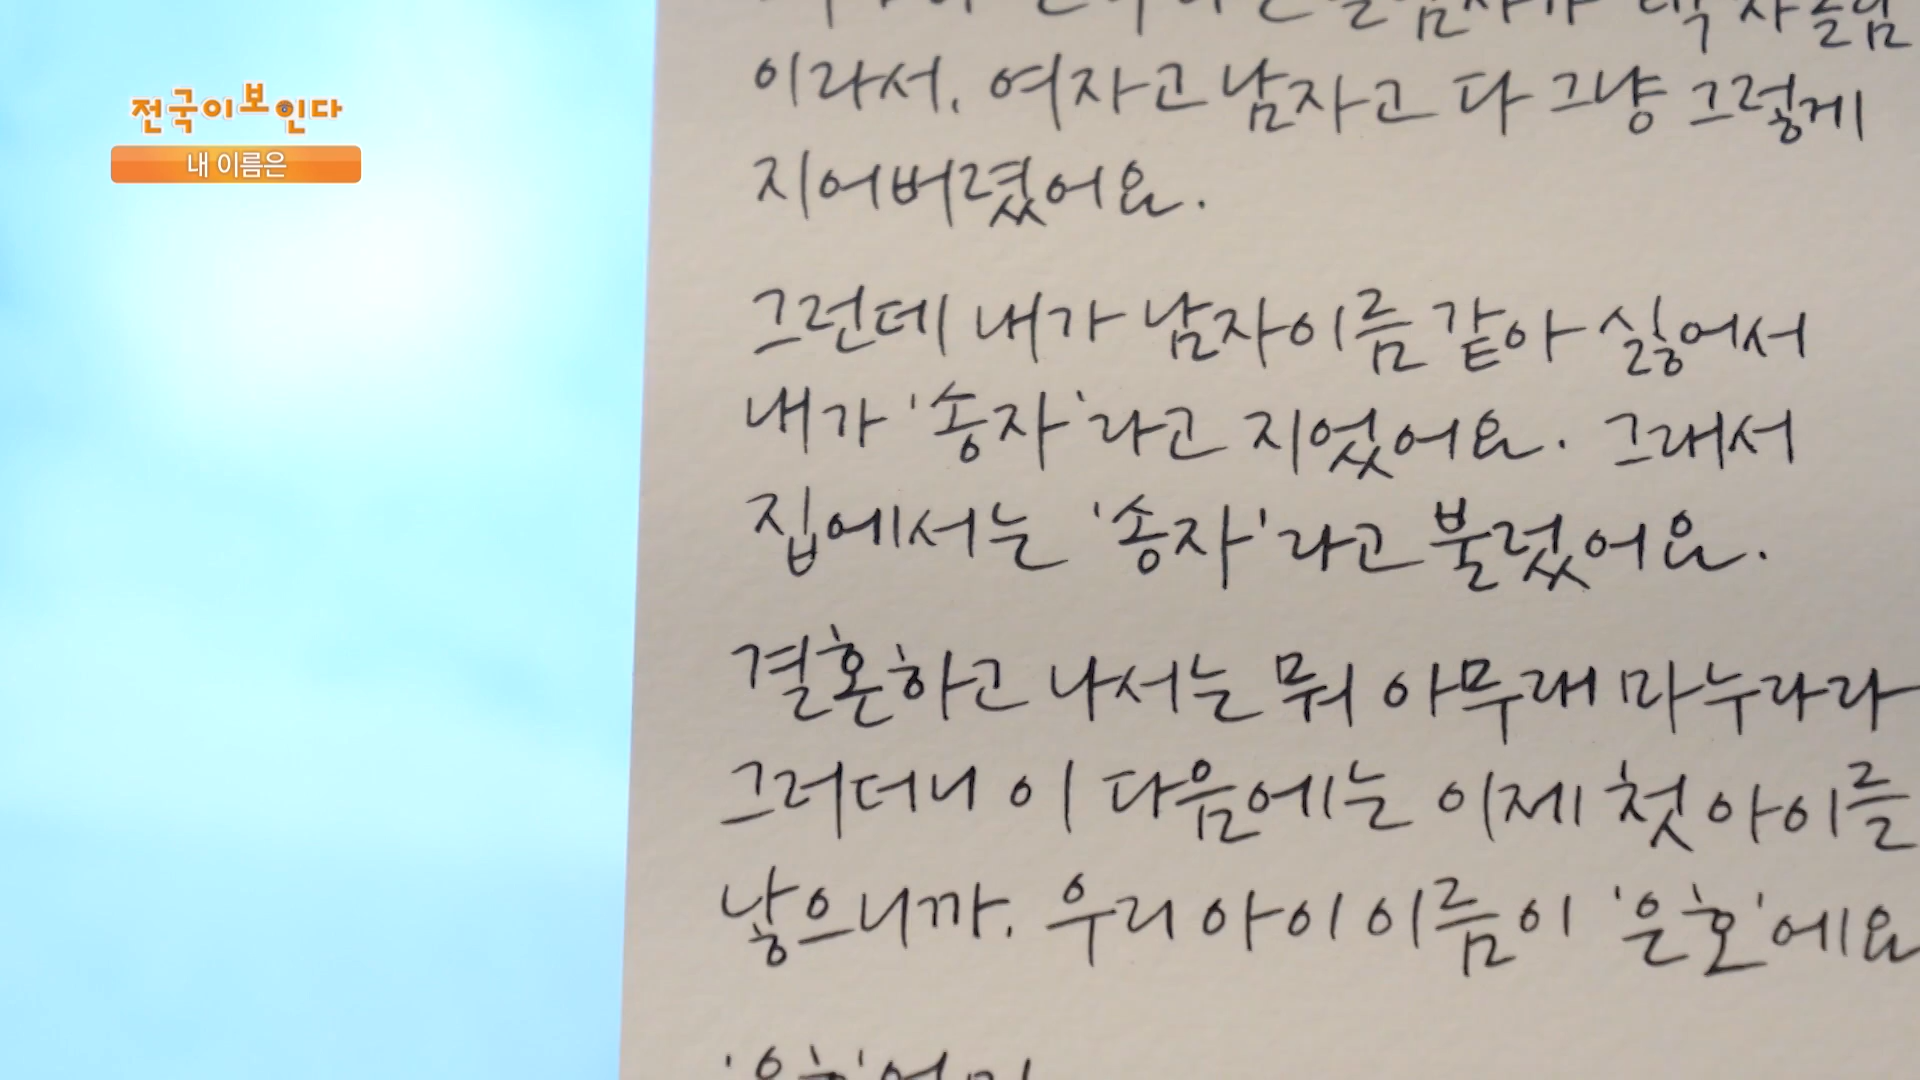 전국이보인다
내 이름은
이라서. 여자고 남자고 다 그냥 그렇게
지어버렸어요.
그런데 내가 남자이름 같아 싫어서
내가 '송자'라고 지었어요. 그래서
집에서는 '송자'라고 불렀어요.
결혼하고 나서는 뭐 아무래 마누라라
그러더니 이 다음에는 이제 첫 아이를
낳으니까. 우리 아이 이름이 '은호'에요